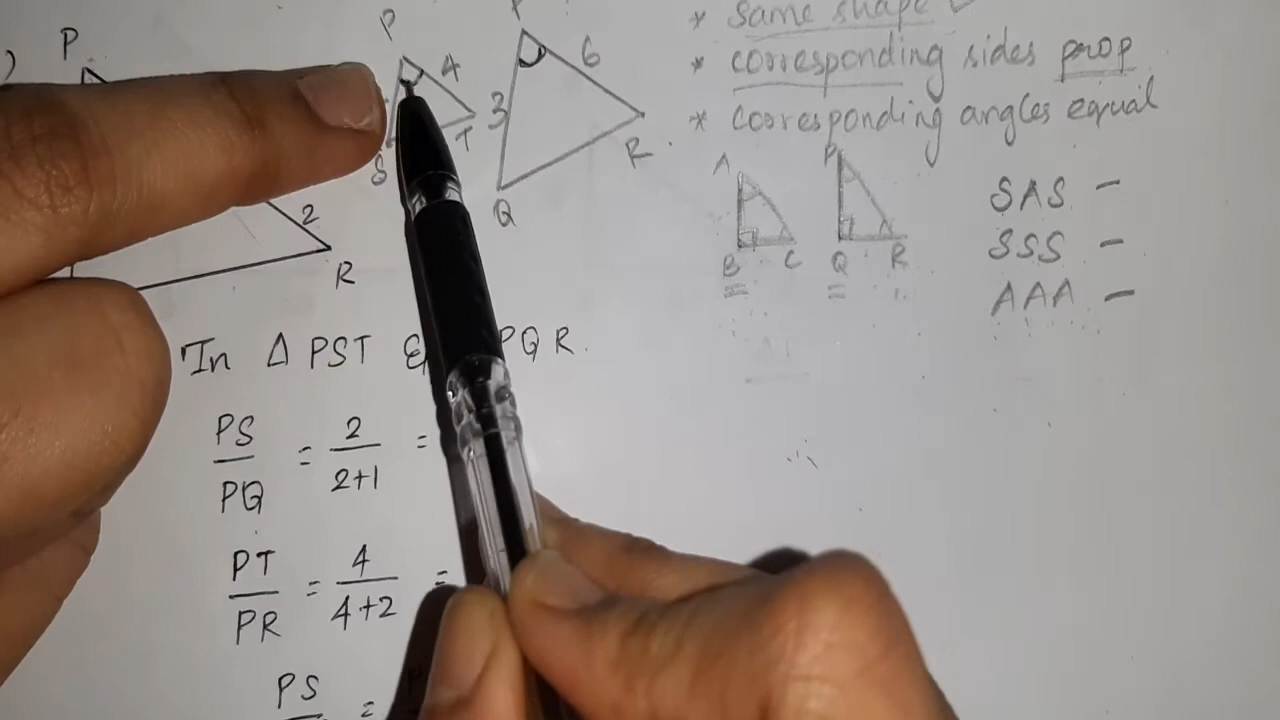 ) P
P
4
S
T
P
6
3
Q
R
2
R
* same shape
* corresponding sides prop
* corresponding angles equal
A P
B C Q R
SAS –
SSS –
AAA –
In Δ PST & PQR.
PS/PQ = 2/2+1 =
PT/PR = 4/4+2 =
PS =